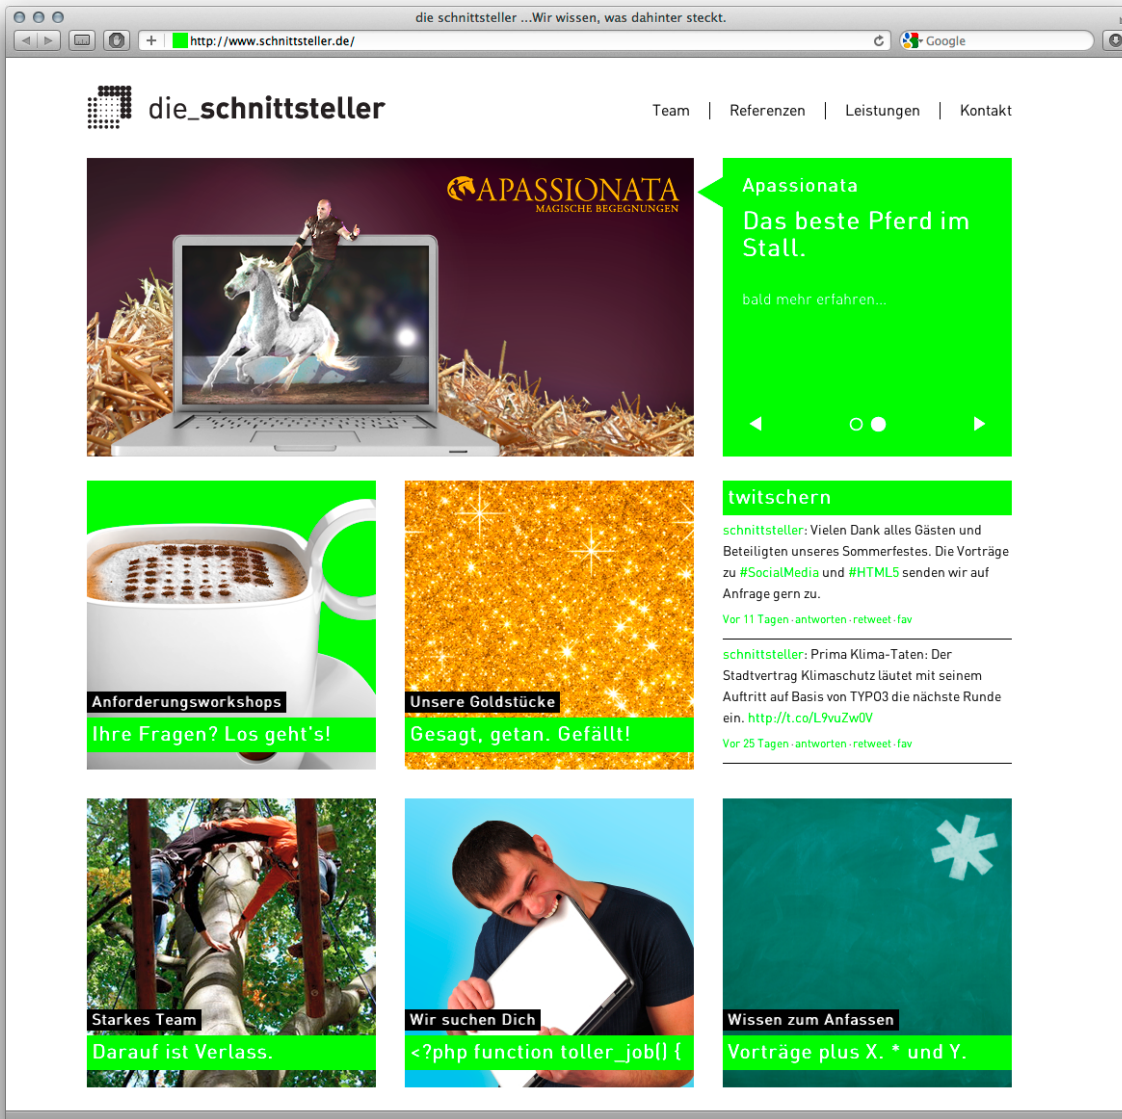 die schnittsteller ...Wir wissen, was dahinter steckt.
http://www.schnittsteller.de/
Google
die_schnittsteller
Team
Referenzen
Leistungen
Kontakt
APASSIONATA
MAGISCHE BEGEGNUNGEN
Apassionata
Das beste Pferd im
Stall.
bald mehr erfahren...
Anforderungsworkshops
Ihre Fragen? Los geht's!
Unsere Goldstücke
Gesagt, getan. Gefällt!
twitschern
schnittsteller: Vielen Dank alles Gästen und
Beteiligten unseres Sommerfestes. Die Vorträge
zu #SocialMedia und #HTML5 senden wir auf
Anfrage gern zu.
Vor 11 Tagen · antworten · retweet · fav
schnittsteller: Prima Klima-Taten: Der
Stadtvertrag Klimaschutz läutet mit seinem
Auftritt auf Basis von TYPO3 die nächste Runde
ein. http://t.co/L9vuZw0V
Vor 25 Tagen · antworten · retweet · fav
Starkes Team
Darauf ist Verlass.
Wir suchen Dich
<?php function toller_job() {
Wissen zum Anfassen
Vorträge plus X. * und Y.